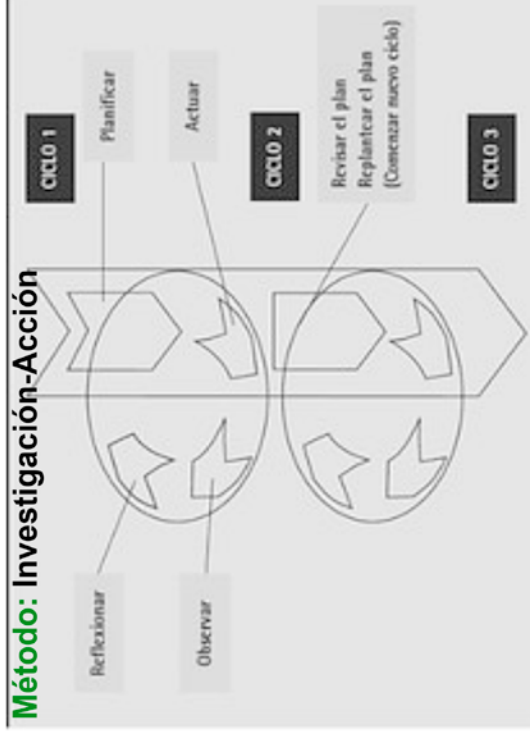 Método: Investigación-Acción
CICLO 1
Planificar
Reflexionar
Actuar
Observar
CICLO 2
Revisar el plan
Replantear el plan
(Comenzar nuevo ciclo)
CICLO 3